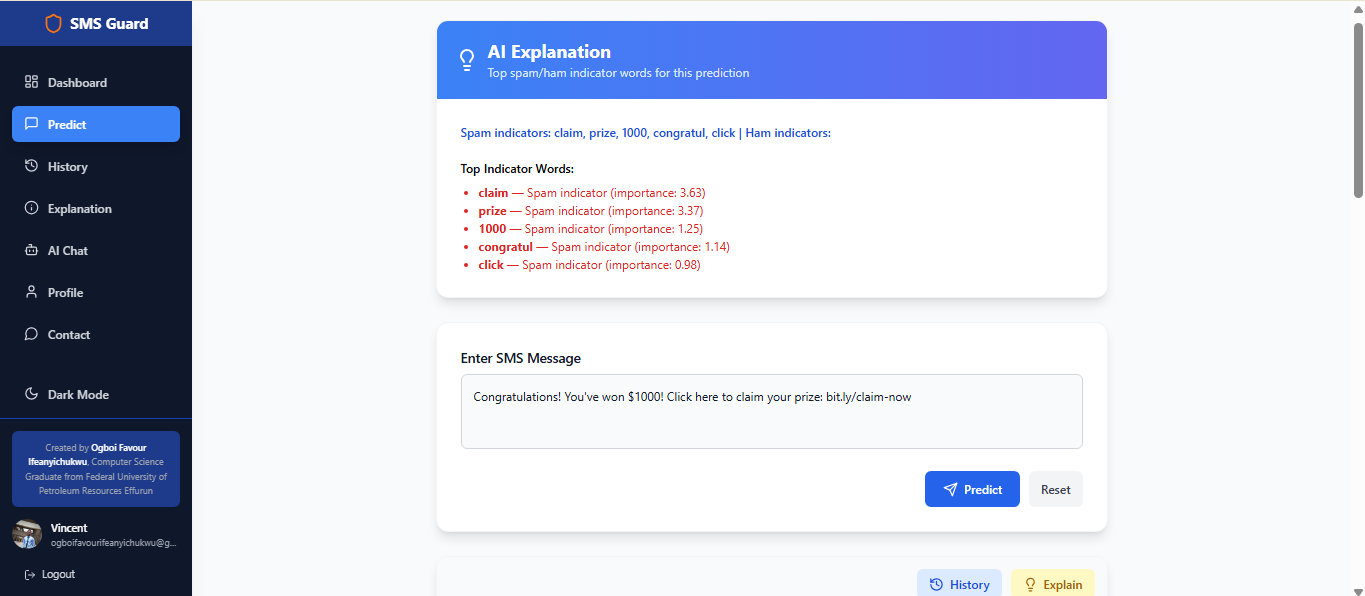 SMS Guard
Dashboard
Predict
History
Explanation
AI Chat
Profile
Contact
Dark Mode
Created by Ogboi Favour
Ifeanyichukwu, Computer Science
Graduate from Federal University of
Petroleum Resources Effurun
Vincent
ogboifavourifeanyichukwu@g...
Logout
AI Explanation
Top spam/ham indicator words for this prediction
Spam indicators: claim, prize, 1000, congratul, click | Ham indicators:
Top Indicator Words:
• claim — Spam indicator (importance: 3.63)
• prize — Spam indicator (importance: 3.37)
• 1000 — Spam indicator (importance: 1.25)
• congratul — Spam indicator (importance: 1.14)
• click — Spam indicator (importance: 0.98)
Enter SMS Message
Congratulations! You've won $1000! Click here to claim your prize: bit.ly/claim-now
Predict
Reset
History
Explain